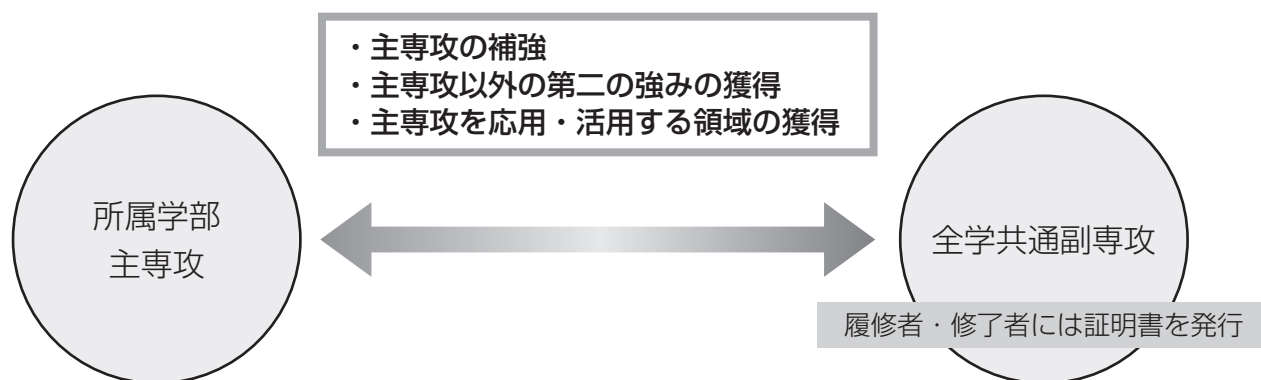 ・主専攻の補強
・主専攻以外の第二の強みの獲得
・主専攻を応用・活用する領域の獲得
所属学部
主専攻
全学共通副専攻
履修者・修了者には証明書を発行